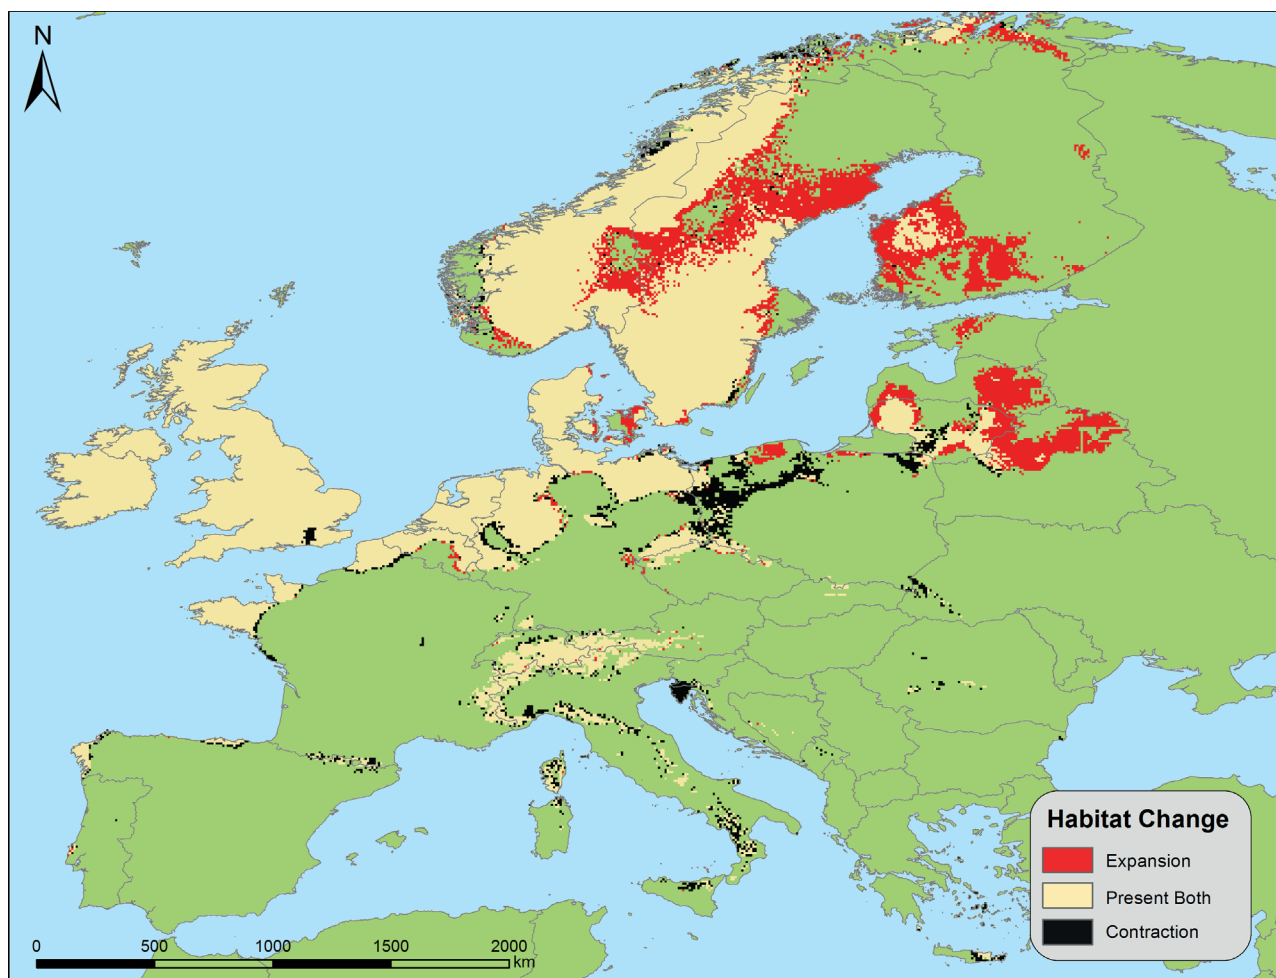 N
Habitat Change
Expansion
Present Both
Contraction
0 500 1000 1500 2000
km